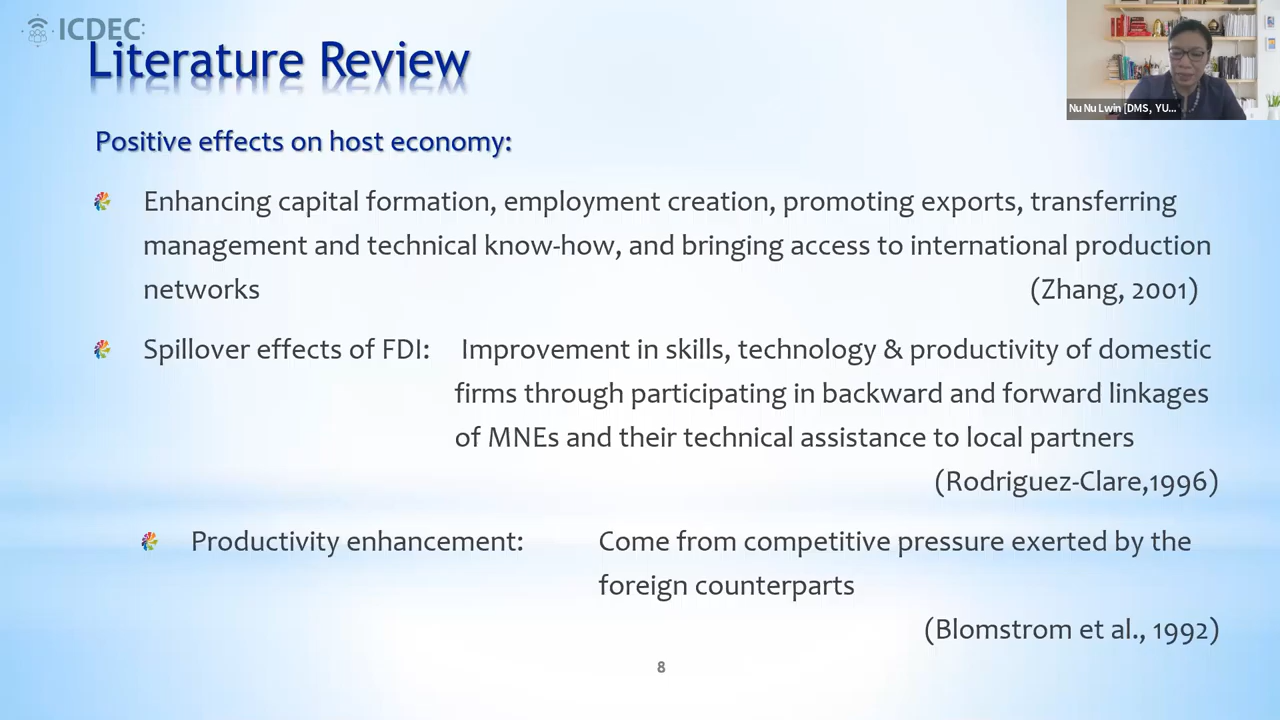 ICDEC:
Literature Review
Nu Nu Lwin [DMS, YU...
Positive effects on host economy:
Enhancing capital formation, employment creation, promoting exports, transferring
management and technical know-how, and bringing access to international production
networks (Zhang, 2001)
Spillover effects of FDI: Improvement in skills, technology & productivity of domestic
firms through participating in backward and forward linkages
of MNEs and their technical assistance to local partners
(Rodriguez-Clare,1996)
Productivity enhancement: Come from competitive pressure exerted by the
foreign counterparts
(Blomstrom et al., 1992)
8